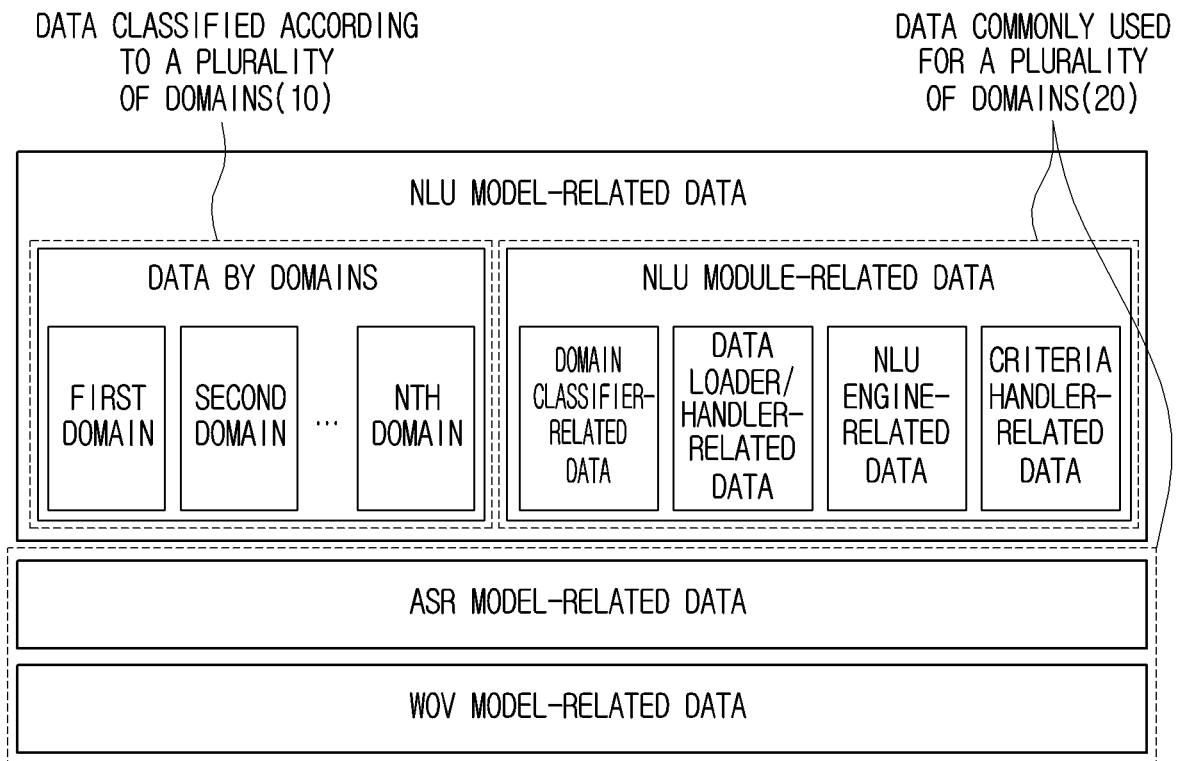 DATA CLASSIFIED ACCORDING
TO A PLURALITY
OF DOMAINS(10)
DATA COMMONLY USED
FOR A PLURALITY
OF DOMAINS(20)
NLU MODEL-RELATED DATA
DATA BY DOMAINS
FIRST
DOMAIN
SECOND
DOMAIN
...
NTH
DOMAIN
NLU MODULE-RELATED DATA
DOMAIN
CLASSIFIER-
RELATED
DATA
DATA
LOADER/
HANDLER-
RELATED
DATA
NLU
ENGINE-
RELATED
DATA
CRITERIA
HANDLER-
RELATED
DATA
ASR MODEL-RELATED DATA
WOV MODEL-RELATED DATA